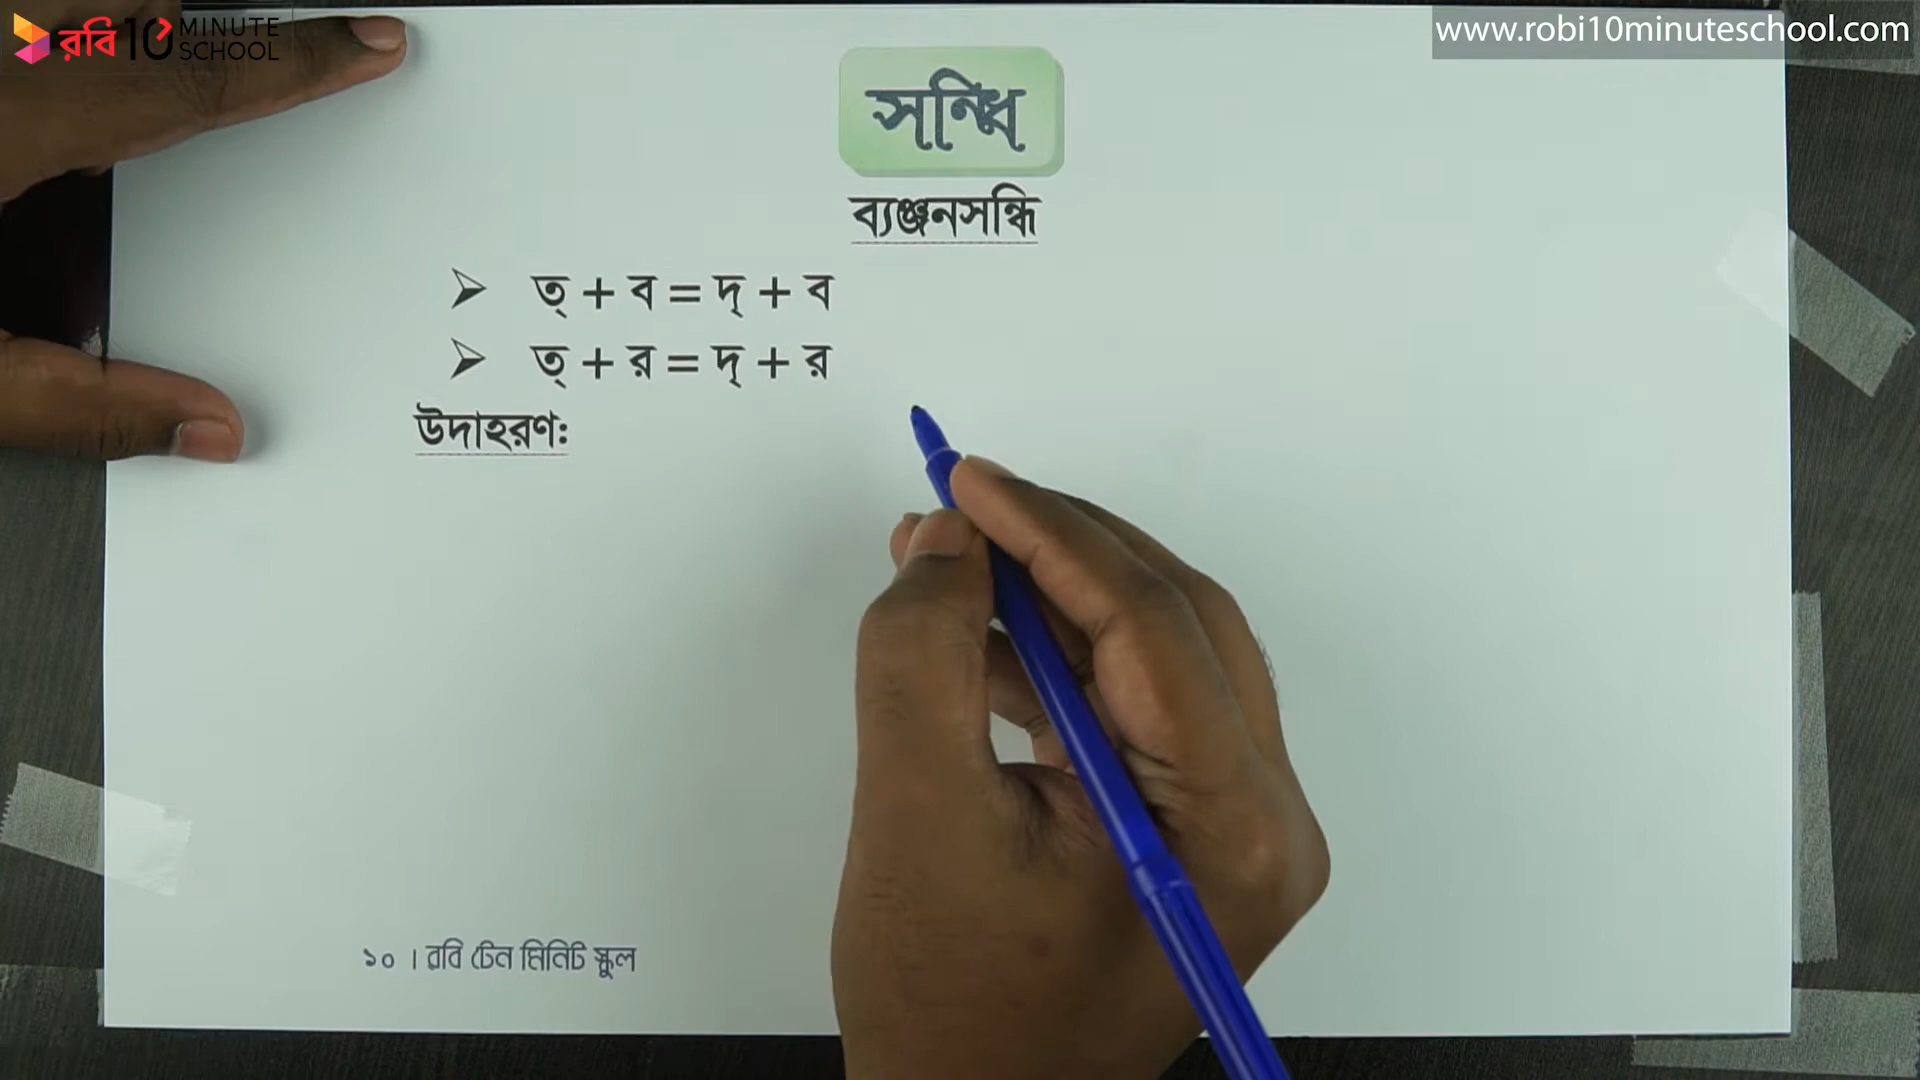 রবি 10 MINUTE SCHOOL
www.robi10minuteschool.com
সন্ধি
ব্যঞ্জনসন্ধি
➢ ত্ + ব = দ্ + ব
➢ ত্ + র = দ্ + র
উদাহরণঃ
১০ । রবি টেন মিনিট স্কুল